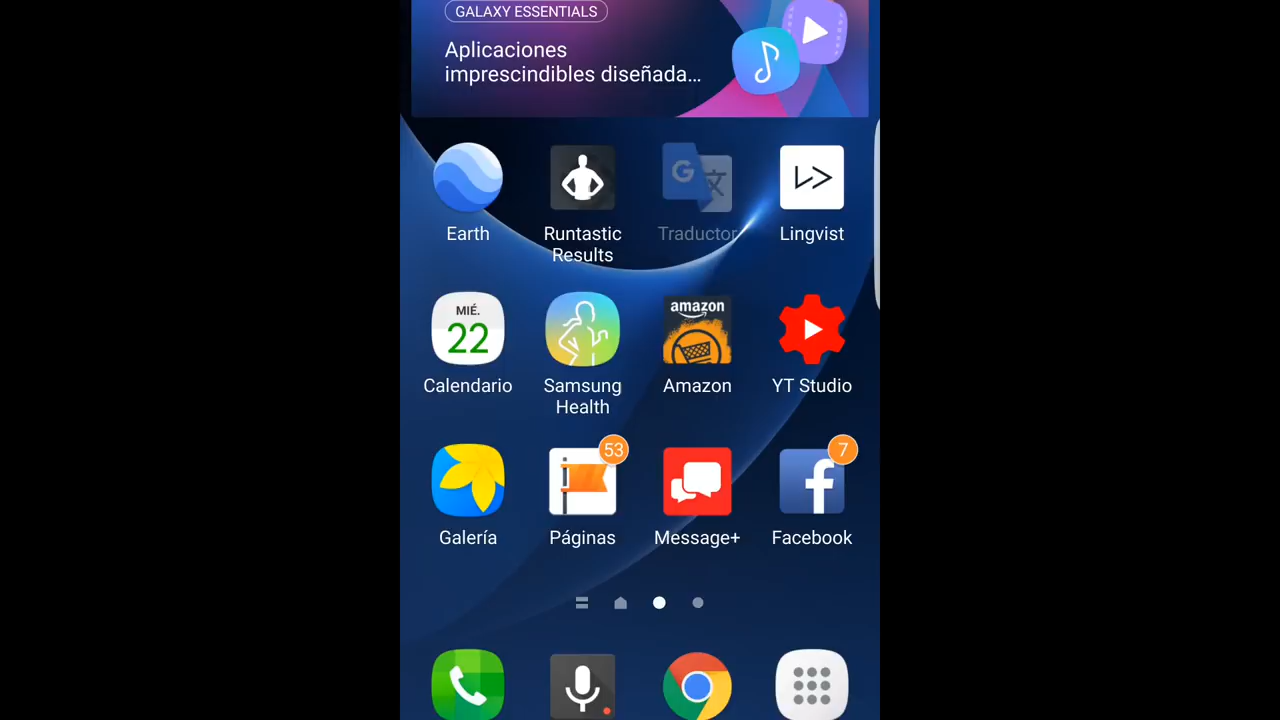 GALAXY ESSENTIALS
Aplicaciones
imprescindibles diseñada...
Earth
Runtastic
Results
G
文
Traductor
Lingvist
MIÉ.
22
Calendario
Samsung
Health
amazon
Amazon
YT Studio
Galería
53
Páginas
Message+
7
f
Facebook